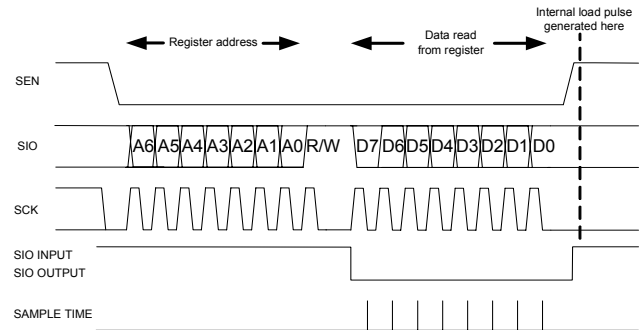 Internal load pulse
generated here
Register address
Data read
from register
SEN
SIO
A6 A5 A4 A3 A2 A1 A0 R/W D7 D6 D5 D4 D3 D2 D1 D0
SCK
SIO INPUT
SIO OUTPUT
SAMPLE TIME